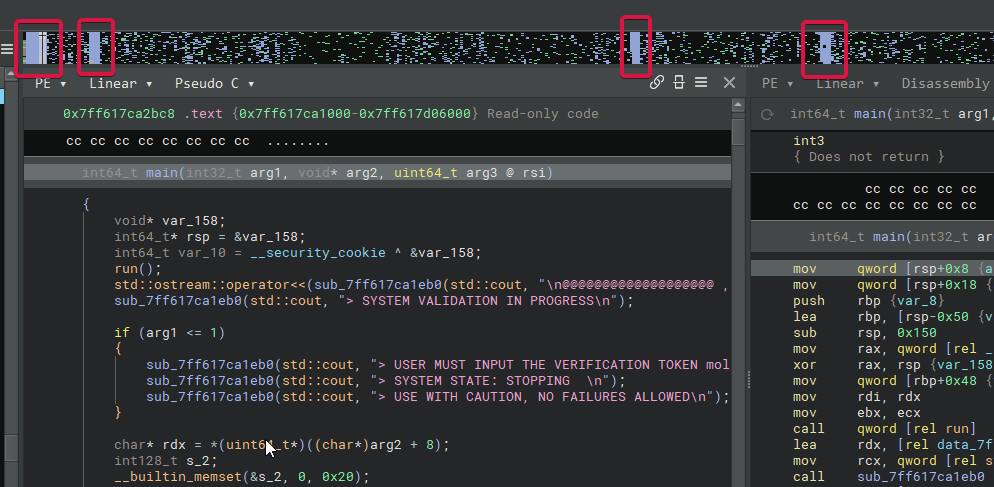 PE ▾ Linear ▾ Pseudo C ▾
0x7ff617ca2bc8 .text {0x7ff617ca1000-0x7ff617d06000} Read-only code
cc cc cc cc cc cc cc cc ........
int64_t main(int32_t arg1, void* arg2, uint64_t arg3 @ rsi)
{
void* var_158;
int64_t* rsp = &var_158;
int64_t var_10 = __security_cookie ^ &var_158;
run();
std::ostream::operator<<(sub_7ff617ca1eb0(std::cout, "\n@@@@@@@@@@@@@@@@@@@ ,
sub_7ff617ca1eb0(std::cout, "> SYSTEM VALIDATION IN PROGRESS\n");
if (arg1 <= 1)
{
sub_7ff617ca1eb0(std::cout, "> USER MUST INPUT THE VERIFICATION TOKEN mol
sub_7ff617ca1eb0(std::cout, "> SYSTEM STATE: STOPPING  \n");
sub_7ff617ca1eb0(std::cout, "> USE WITH CAUTION, NO FAILURES ALLOWED\n");
}
char* rdx = *(uint64_t*)((char*)arg2 + 8);
int128_t s_2;
__builtin_memset(&s_2, 0, 0x20);
PE ▾ Linear ▾ Disassembly
int64_t main(int32_t arg1,
int3
{ Does not return }
cc cc cc cc cc
cc cc cc cc cc cc cc cc
int64_t main(int32_t ar
mov qword [rsp+0x8 {a
mov qword [rsp+0x18 {
push rbp {var_8}
lea rbp, [rsp-0x50 {v
sub rsp, 0x150
mov rax, qword [rel _
xor rax, rsp {var_158
mov qword [rbp+0x48 {
mov rdi, rdx
mov ebx, ecx
call qword [rel run]
lea rdx, [rel data_7f
mov rcx, qword [rel s
call sub_7ff617ca1eb0